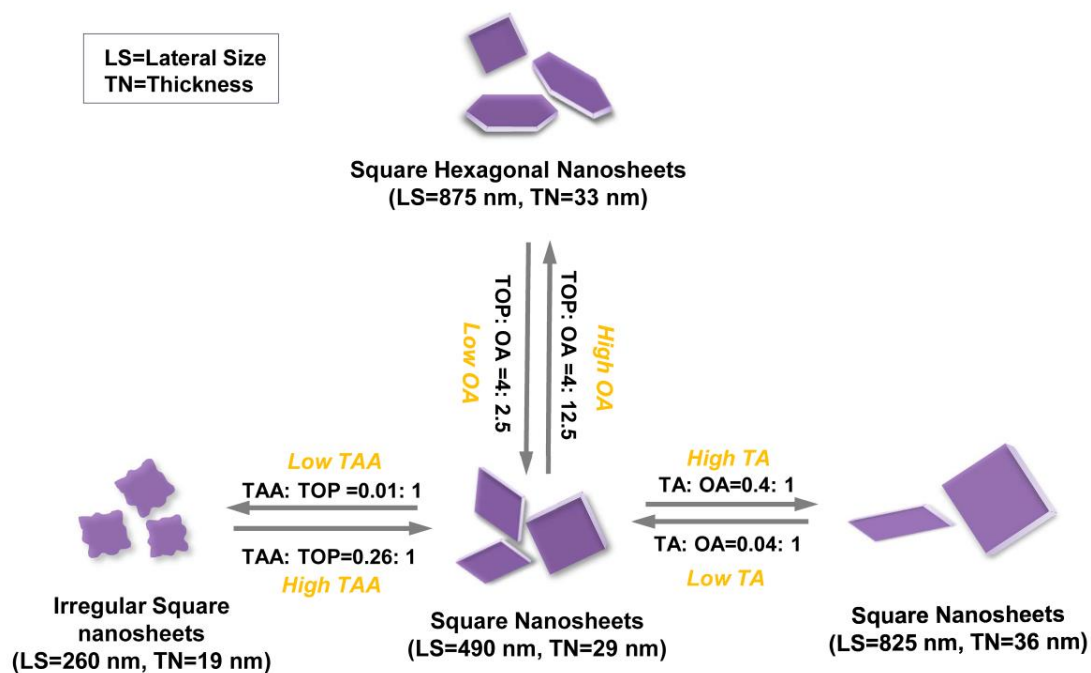 LS=Lateral Size
TN=Thickness
Square Hexagonal Nanosheets
(LS=875 nm, TN=33 nm)
Low OA
TOP: OA =4: 2.5
TOP: OA =4: 12.5
High OA
Low TAA
TAA: TOP =0.01: 1
TAA: TOP=0.26: 1
High TAA
High TA
TA: OA=0.4: 1
TA: OA=0.04: 1
Low TA
Irregular Square
nanosheets
(LS=260 nm, TN=19 nm)
Square Nanosheets
(LS=490 nm, TN=29 nm)
Square Nanosheets
(LS=825 nm, TN=36 nm)